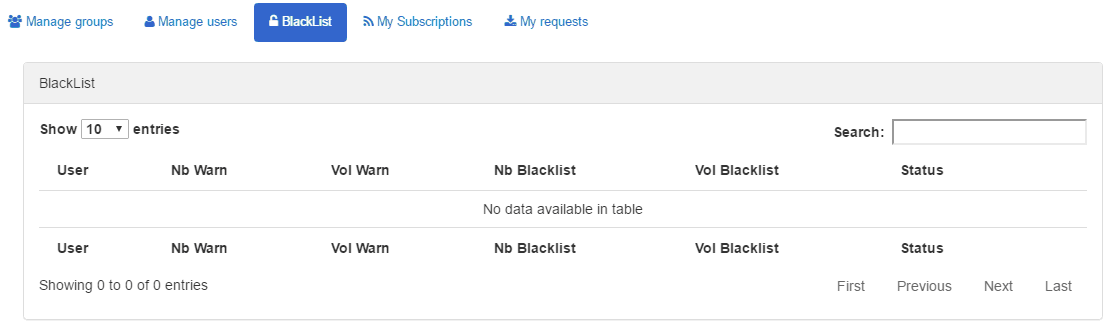 Manage groups Manage users BlackList My Subscriptions My requests
BlackList
Show 10 entries Search:
User Nb Warn Vol Warn Nb Blacklist Vol Blacklist Status
No data available in table
User Nb Warn Vol Warn Nb Blacklist Vol Blacklist Status
Showing 0 to 0 of 0 entries First Previous Next Last